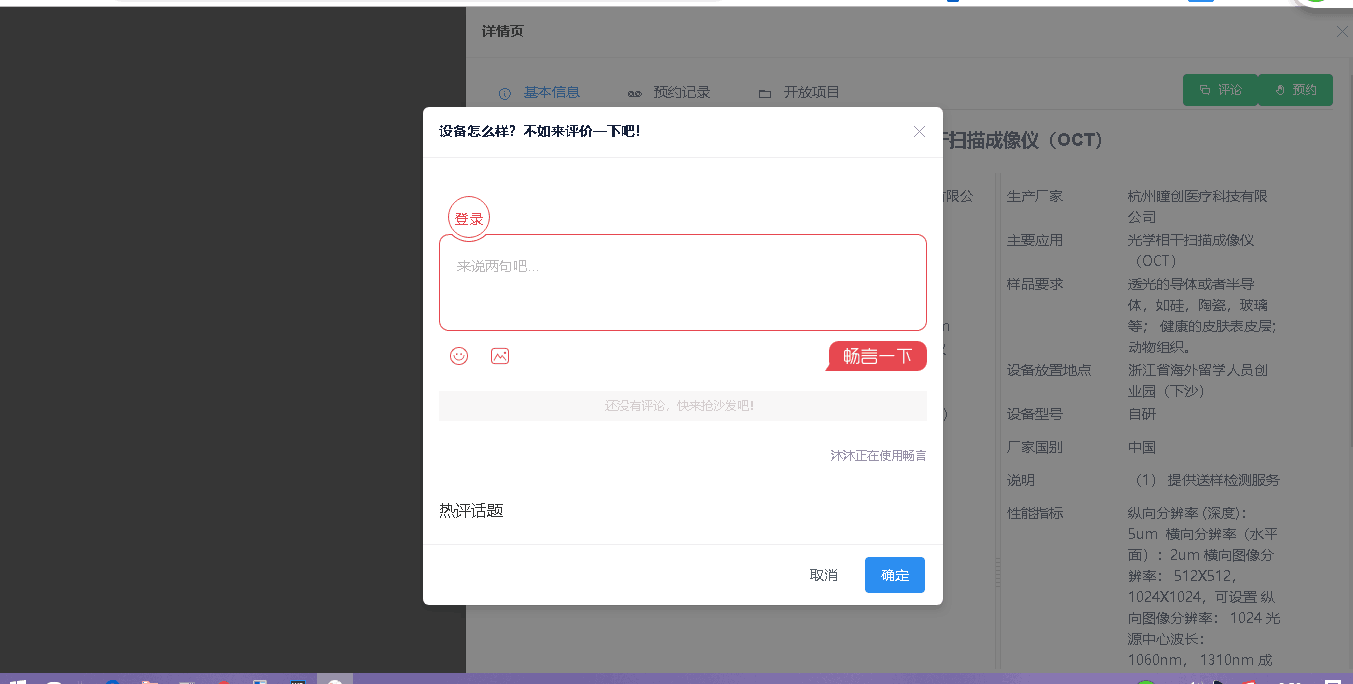 详情页
基本信息 预约记录 开放项目 评论 预约
设备怎么样？不如来评价一下吧！
干扫描成像仪（OCT）
登录
来说两句吧...
畅言一下
还没有评论，快来抢沙发吧！
沐沐正在使用畅言
热评话题
取消 确定
有限公
生产厂家 杭州瞳创医疗科技有限
公司
主要应用 光学相干扫描成像仪
（OCT）
样品要求 透光的导体或者半导
体，如硅，陶瓷，玻璃
等； 健康的皮肤表皮层；
动物组织。
设备放置地点 浙江省海外留学人员创
业园（下沙）
设备型号 自研
厂家国别 中国
说明 （1） 提供送样检测服务
性能指标 纵向分辨率 (深度)：
5um 横向分辨率（水平
面）：2um 横向图像分
辨率： 512X512，
1024X1024，可设置 纵
向图像分辨率： 1024 光
源中心波长：
1060nm， 1310nm 成